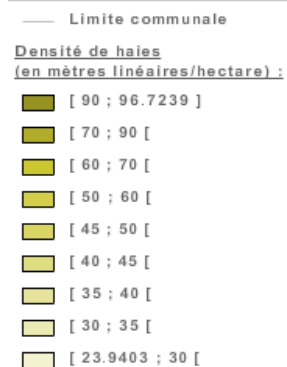 Limite communale
Densité de haies
(en mètres linéaires/hectare) :
[ 90 ; 96.7239 ]
[ 70 ; 90 [
[ 60 ; 70 [
[ 50 ; 60 [
[ 45 ; 50 [
[ 40 ; 45 [
[ 35 ; 40 [
[ 30 ; 35 [
[ 23.9403 ; 30 [